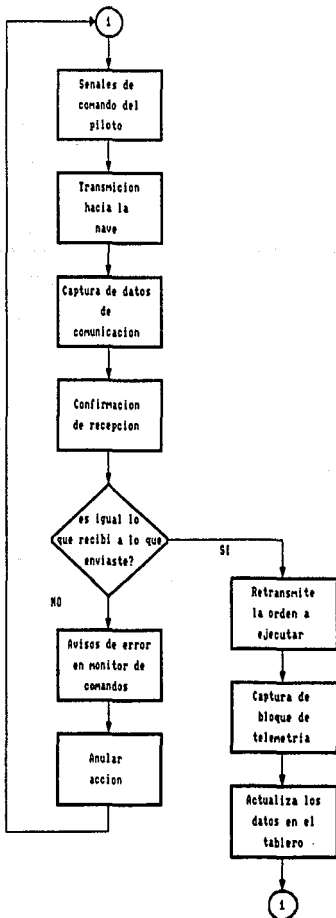 1
Senales de
comando del
piloto
Transmicion
hacia la
nave
Captura de datos
de
comunicacion
Confirmacion
de recepcion
es igual lo
que recibi a lo que
enviaste?
SI
NO
Avisos de error
en monitor de
comandos
Anular
accion
Retransmite
la orden a
ejecutar
Captura de
bloque de
telemetria
Actualiza los
datos en el
tablero
1